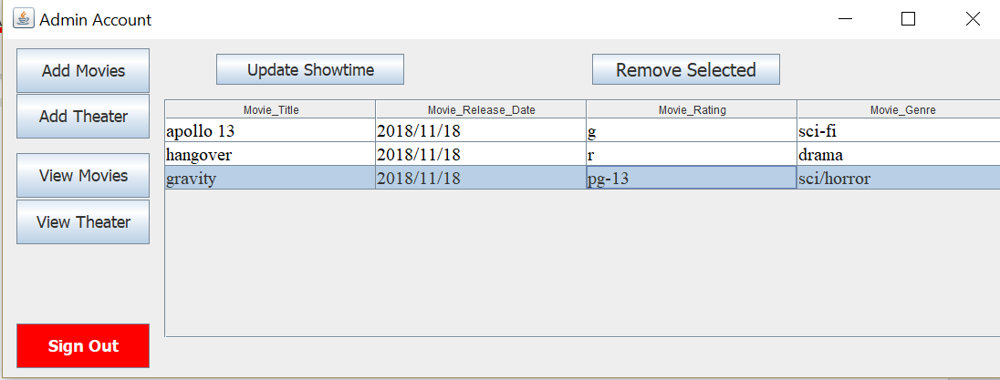 Admin Account
Add Movies
Update Showtime
Remove Selected
Add Theater
Movie_Title Movie_Release_Date Movie_Rating Movie_Genre
apollo 13 2018/11/18 g sci-fi
hangover 2018/11/18 r drama
gravity 2018/11/18 pg-13 sci/horror
View Movies
View Theater
Sign Out